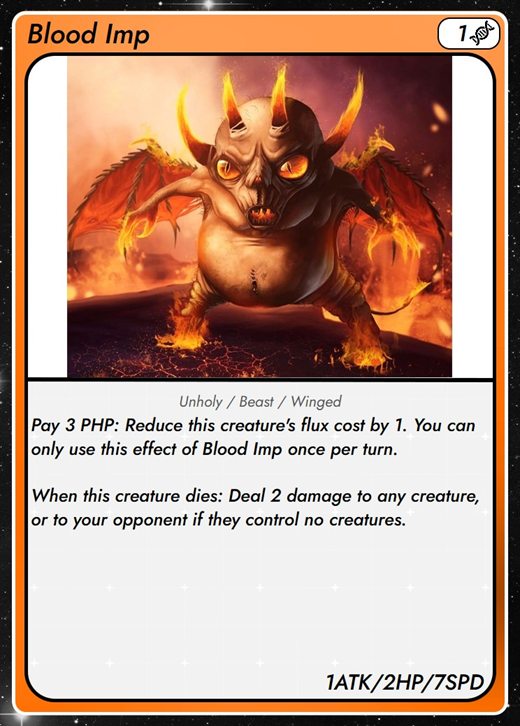 Blood Imp
1
Unholy / Beast / Winged
Pay 3 PHP: Reduce this creature's flux cost by 1. You can
only use this effect of Blood Imp once per turn.
When this creature dies: Deal 2 damage to any creature,
or to your opponent if they control no creatures.
1ATK/2HP/7SPD